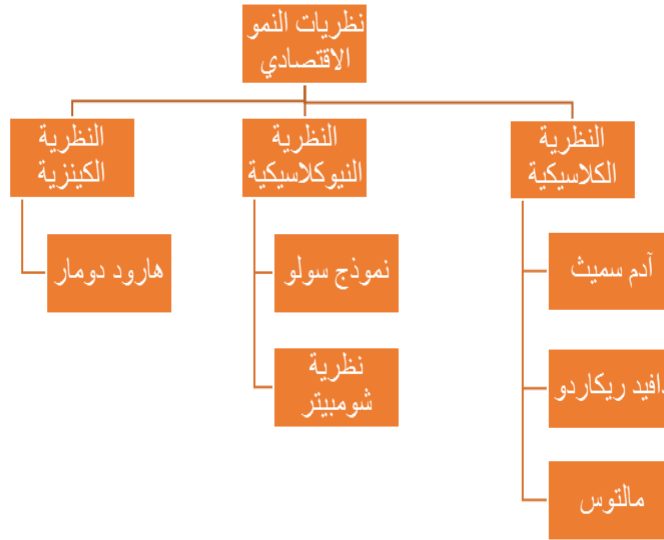 نظريات النمو
الاقتصادي
النظرية
الكلاسيكية
آدم سميث
دافيد ريكاردو
مالتوس
النظرية
النيوكلاسيكية
نموذج سولو
نظرية
شومبيتر
النظرية
الكينزية
هارود دومار